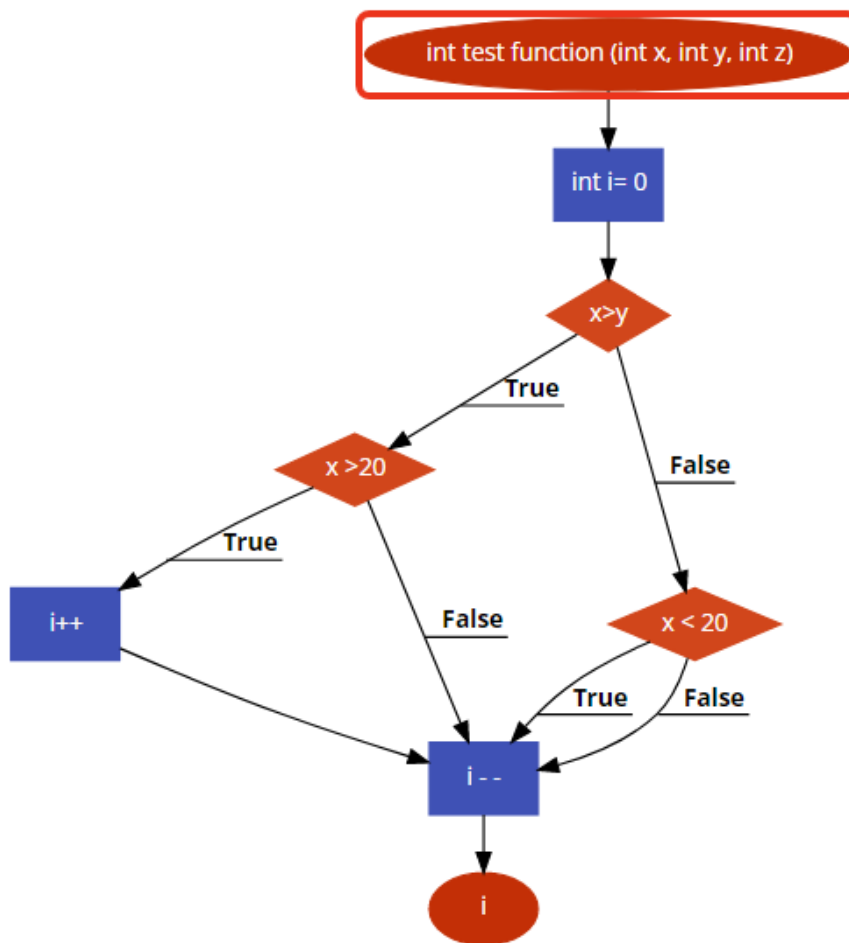 int test function (int x, int y, int z)
int i= 0
x>y
True
False
x >20
True
False
i++
x < 20
True
False
i - -
i